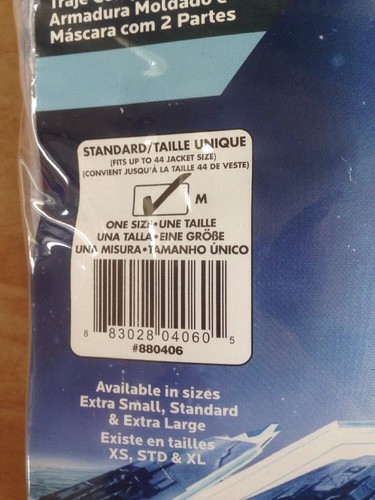 Traje
Armadura Moldado e
Máscara com 2 Partes
STANDARD/TAILLE UNIQUE
(FITS UP TO 44 JACKET SIZE)
(CONVIENT JUSQU'À LA TAILLE 44 DE VESTE)
M
ONE SIZE•UNE TAILLE
UNA TALLA•EINE GRÖßE
UNA MISURA•TAMANHO ÚNICO
8 83028 04060 5
#880406
Available in sizes
Extra Small, Standard
& Extra Large
Existe en tailles
XS, STD & XL